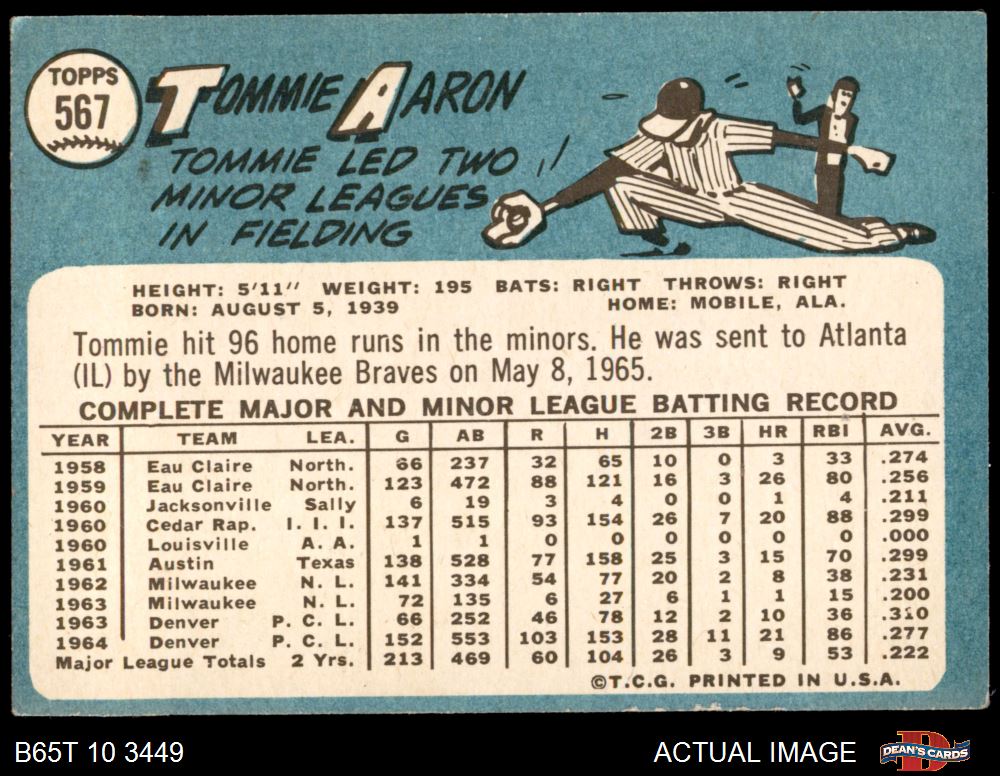 TOPPS
567
TOMMIE AARON
TOMMIE LED TWO
MINOR LEAGUES
IN FIELDING
HEIGHT: 5'11" WEIGHT: 195 BATS: RIGHT THROWS: RIGHT
BORN: AUGUST 5, 1939 HOME: MOBILE, ALA.
Tommie hit 96 home runs in the minors. He was sent to Atlanta
(IL) by the Milwaukee Braves on May 8, 1965.
COMPLETE MAJOR AND MINOR LEAGUE BATTING RECORD
YEAR TEAM LEA. G AB R H 2B 3B HR RBI AVG.
1958 Eau Claire North. 66 237 32 65 10 0 3 33 .274
1959 Eau Claire North. 123 472 88 121 16 3 26 80 .256
1960 Jacksonville Sally 6 19 3 4 0 0 1 4 .211
1960 Cedar Rap. I. I. I. 137 515 93 154 26 7 20 88 .299
1960 Louisville A. A. 1 1 0 0 0 0 0 0 .000
1961 Austin Texas 138 528 77 158 25 3 15 70 .299
1962 Milwaukee N. L. 141 334 54 77 20 2 8 38 .231
1963 Milwaukee N. L. 72 135 6 27 6 1 1 15 .200
1963 Denver P. C. L. 66 252 46 78 12 2 10 36 .310
1964 Denver P. C. L. 152 553 103 153 28 11 21 86 .277
Major League Totals 2 Yrs. 213 469 60 104 26 3 9 53 .222
©T.C.G. PRINTED IN U.S.A.
B65T 10 3449 ACTUAL IMAGE DEAN'S CARDS